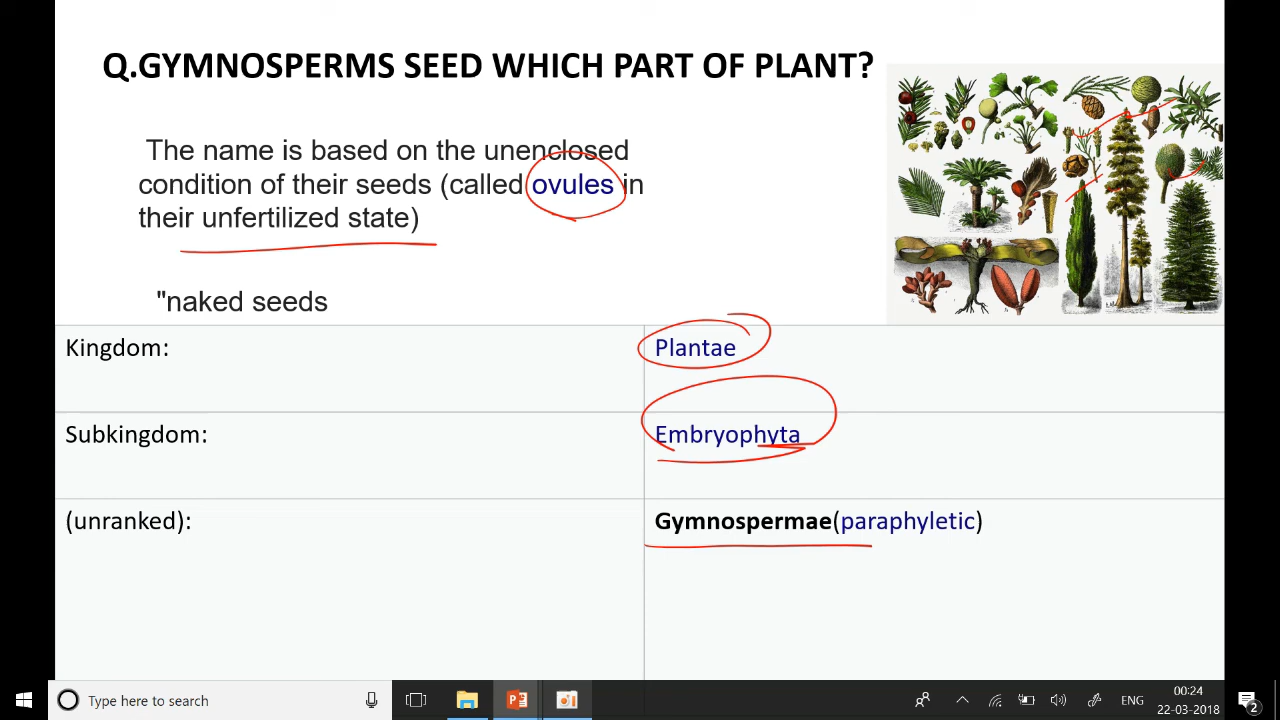 Q.GYMNOSPERMS SEED WHICH PART OF PLANT?
The name is based on the unenclosed
condition of their seeds (called ovules in
their unfertilized state)
"naked seeds
Kingdom: Plantae
Subkingdom: Embryophyta
(unranked): Gymnospermae(paraphyletic)
Type here to search
ENG
00:24
22-03-2018
2